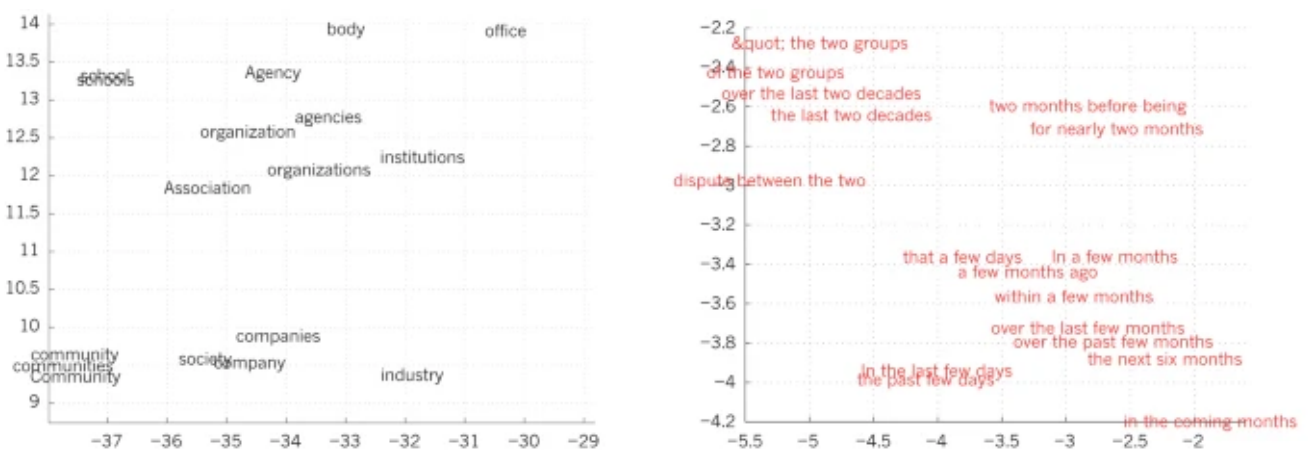 14
13.5
13
12.5
12
11.5
11
10.5
10
9
body
office
school
schools
Agency
agencies
organization
institutions
organizations
Association
companies
community
society
company
communities
Community
industry
−37 −36 −35 −34 −33 −32 −31 −30 −29
−2.2
−2.4
−2.6
−2.8
−3
−3.2
−3.4
−3.6
−3.8
−4
−4.2
&quot; the two groups
of the two groups
over the last two decades
two months before being
the last two decades
for nearly two months
dispute between the two
that a few days
In a few months
a few months ago
within a few months
over the last few months
over the past few months
the next six months
In the last few days
the past few days
in the coming months
−5.5 −5 −4.5 −4 −3.5 −3 −2.5 −2